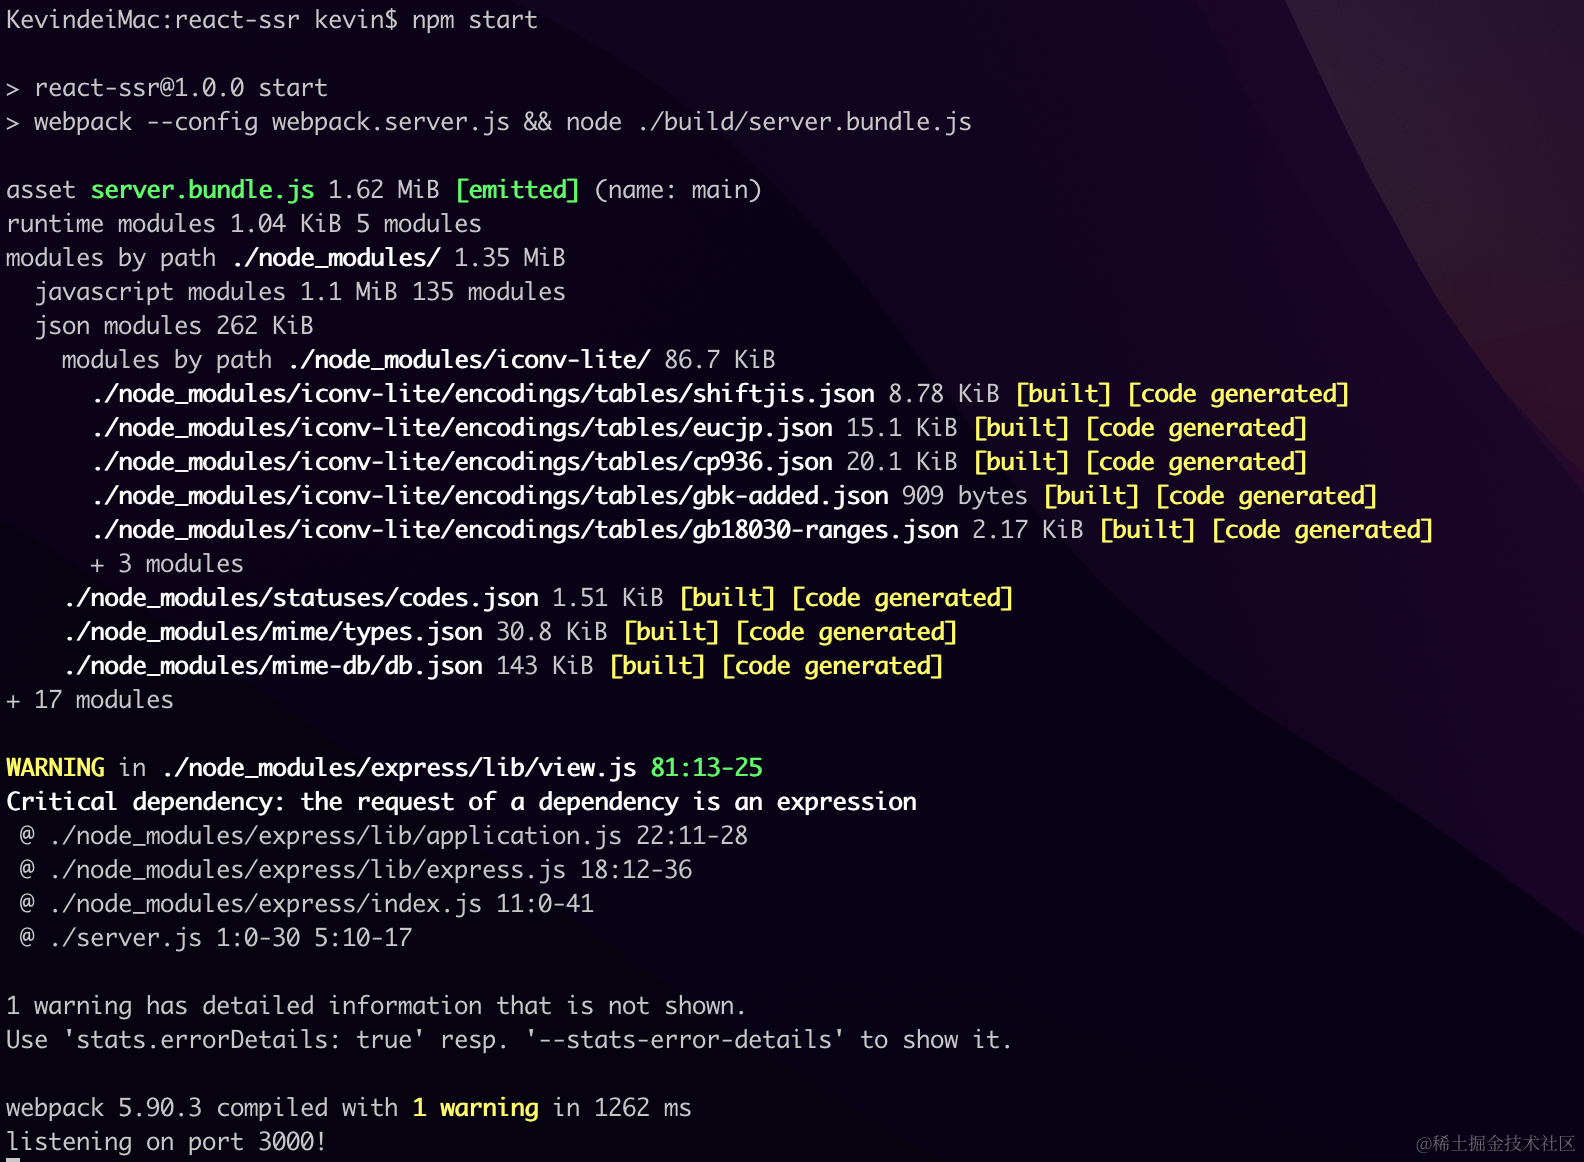 KevindeiMac:react-ssr kevin$ npm start
> react-ssr@1.0.0 start
> webpack --config webpack.server.js && node ./build/server.bundle.js
asset server.bundle.js 1.62 MiB [emitted] (name: main)
runtime modules 1.04 KiB 5 modules
modules by path ./node_modules/ 1.35 MiB
  javascript modules 1.1 MiB 135 modules
  json modules 262 KiB
    modules by path ./node_modules/iconv-lite/ 86.7 KiB
      ./node_modules/iconv-lite/encodings/tables/shiftjis.json 8.78 KiB [built] [code generated]
      ./node_modules/iconv-lite/encodings/tables/eucjp.json 15.1 KiB [built] [code generated]
      ./node_modules/iconv-lite/encodings/tables/cp936.json 20.1 KiB [built] [code generated]
      ./node_modules/iconv-lite/encodings/tables/gbk-added.json 909 bytes [built] [code generated]
      ./node_modules/iconv-lite/encodings/tables/gb18030-ranges.json 2.17 KiB [built] [code generated]
      + 3 modules
    ./node_modules/statuses/codes.json 1.51 KiB [built] [code generated]
    ./node_modules/mime/types.json 30.8 KiB [built] [code generated]
    ./node_modules/mime-db/db.json 143 KiB [built] [code generated]
+ 17 modules
WARNING in ./node_modules/express/lib/view.js 81:13-25
Critical dependency: the request of a dependency is an expression
 @ ./node_modules/express/lib/application.js 22:11-28
 @ ./node_modules/express/lib/express.js 18:12-36
 @ ./node_modules/express/index.js 11:0-41
 @ ./server.js 1:0-30 5:10-17
1 warning has detailed information that is not shown.
Use 'stats.errorDetails: true' resp. '--stats-error-details' to show it.
webpack 5.90.3 compiled with 1 warning in 1262 ms
listening on port 3000!
@稀土掘金技术社区